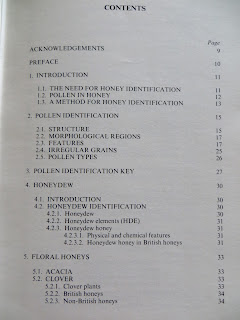 CONTENTS
Page
ACKNOWLEDGEMENTS 9
PREFACE 10
1. INTRODUCTION 11
1.1. THE NEED FOR HONEY IDENTIFICATION 11
1.2. POLLEN IN HONEY 12
1.3. A METHOD FOR HONEY IDENTIFICATION 13
2. POLLEN IDENTIFICATION 15
2.1. STRUCTURE 15
2.2. MORPHOLOGICAL REGIONS 17
2.3. FEATURES 17
2.4. IRREGULAR GRAINS 25
2.5. POLLEN TYPES 26
3. POLLEN IDENTIFICATION KEY 27
4. HONEYDEW 30
4.1. INTRODUCTION 30
4.2. HONEYDEW IDENTIFICATION 30
4.2.1. Honeydew 30
4.2.2. Honeydew elements (HDE) 31
4.2.3. Honeydew honey 31
4.2.3.1. Physical and chemical features 31
4.2.3.2. Honeydew honey in British honeys 31
5. FLORAL HONEYS 33
5.1. ACACIA 33
5.2. CLOVER 33
5.2.1. Clover plants 33
5.2.2. British honeys 34
5.2.3. Non-British honeys 34